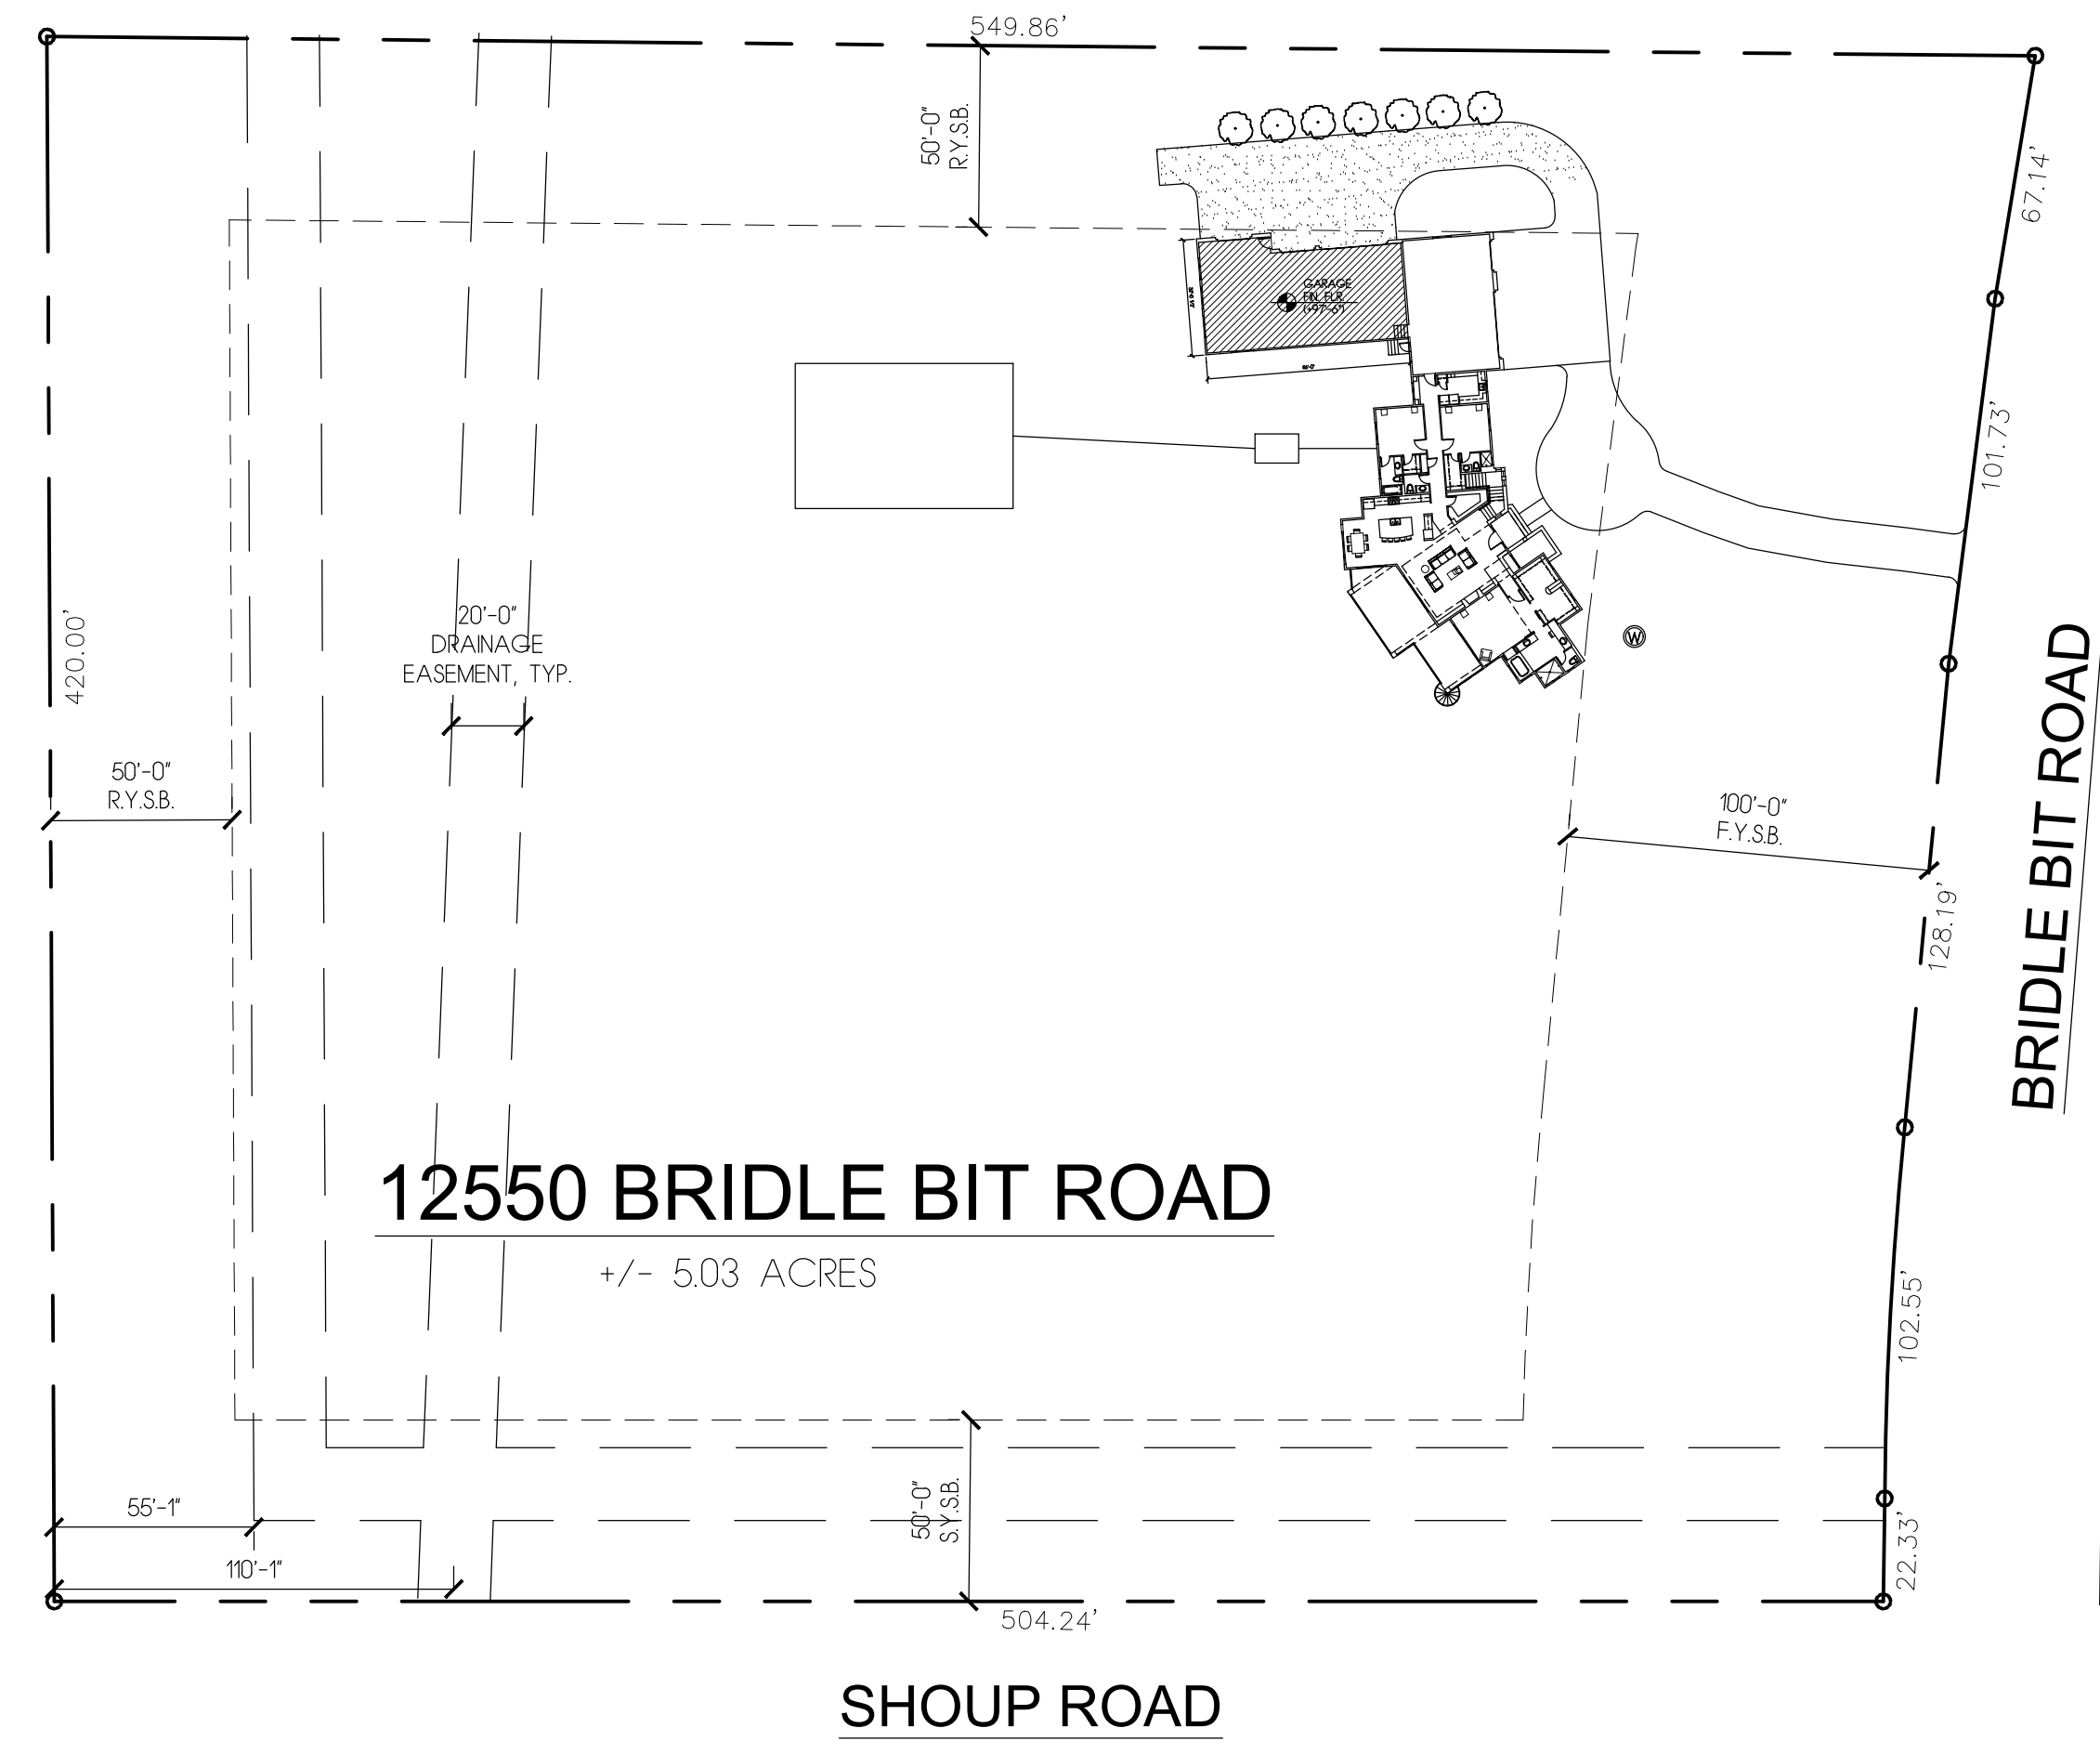 549.86'
50'-0"
R.Y.S.B.
67.14'
GARAGE
FIN. FLR.
(+97'-6")
101.73'
420.00'
20'-0"
DRAINAGE
EASEMENT, TYP.
W
BRIDLE BIT ROAD
50'-0"
R.Y.S.B.
100'-0"
F.Y.S.B.
128.19'
12550 BRIDLE BIT ROAD
+/- 5.03 ACRES
102.55'
50'-0"
S.Y.S.B.
55'-1"
110'-1"
22.33'
504.24'
SHOUP ROAD